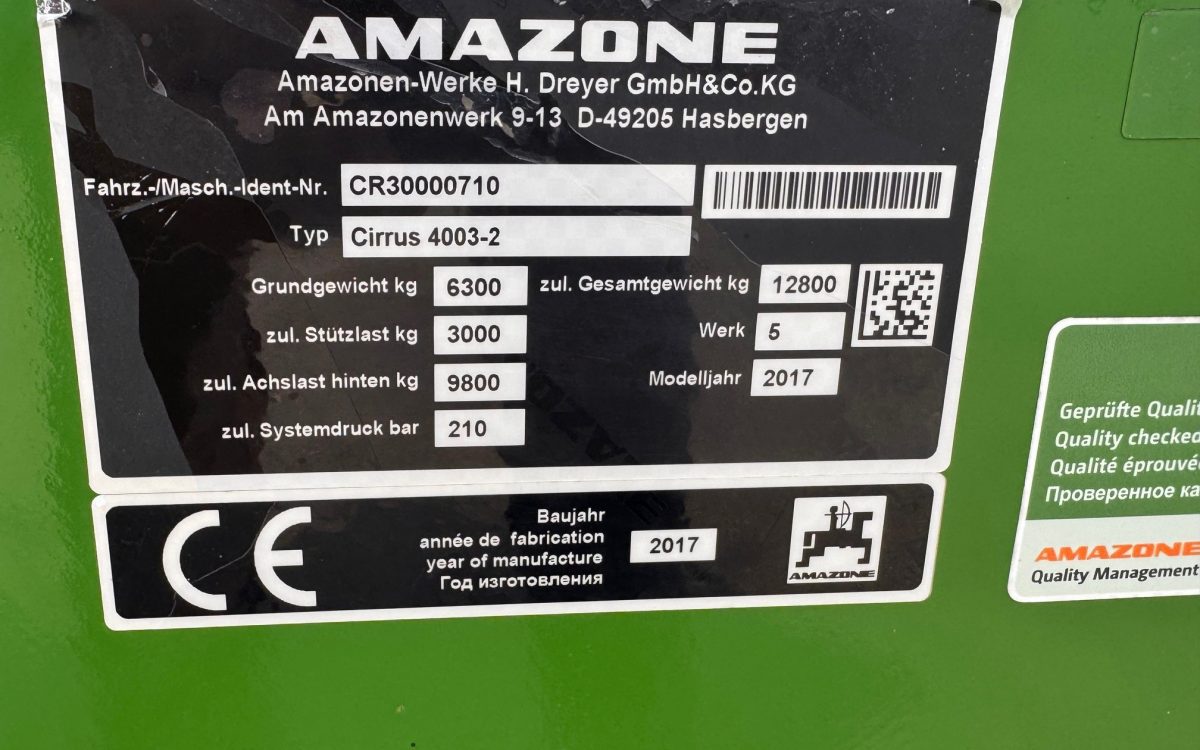 AMAZONE
Amazonen-Werke H. Dreyer GmbH&Co.KG
Am Amazonenwerk 9-13 D-49205 Hasbergen
Fahrz.-/Masch.-Ident-Nr. CR30000710
Typ Cirrus 4003-2
Grundgewicht kg 6300 zul. Gesamtgewicht kg 12800
zul. Stützlast kg 3000 Werk 5
zul. Achslast hinten kg 9800 Modelljahr 2017
zul. Systemdruck bar 210
CE
Baujahr
année de fabrication
year of manufacture 2017
Год изготовления
AMAZONE
Geprüfte
Quality checked
Qualité
Проверенное
AMAZONE
Quality Management